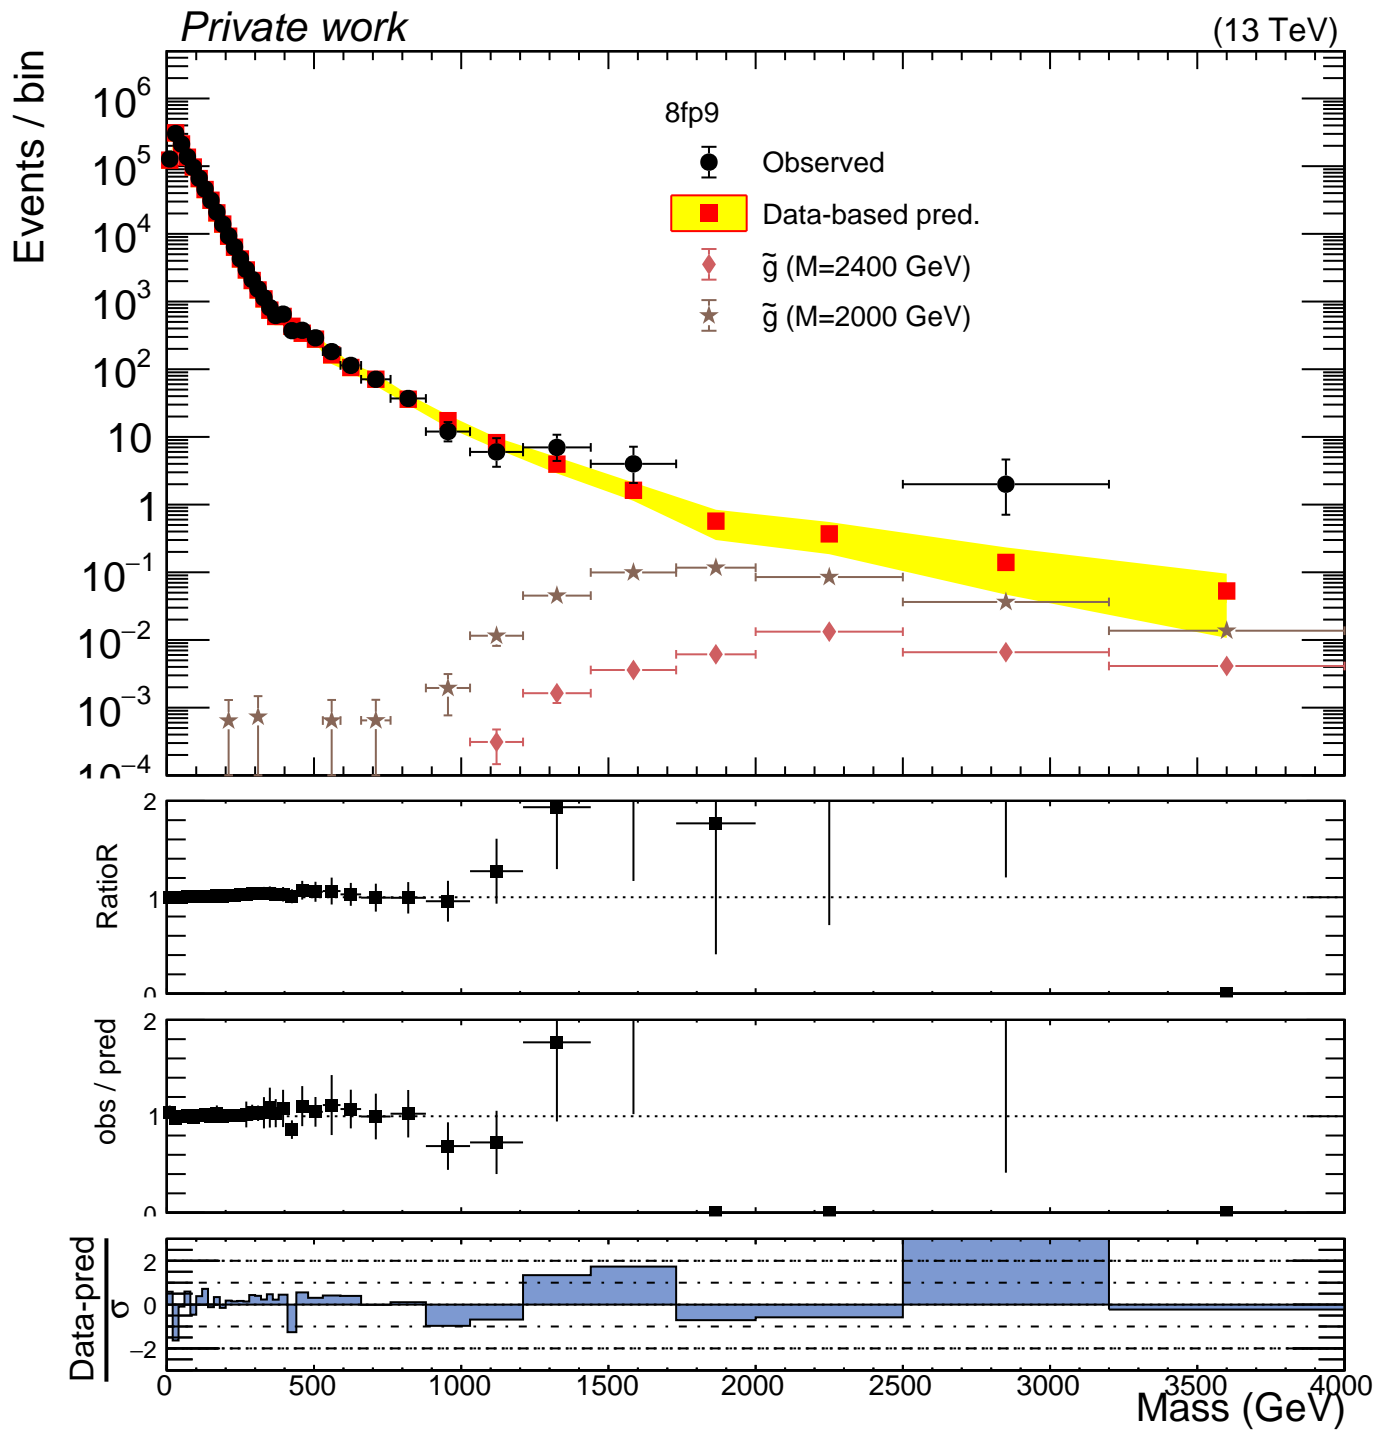 Private work (13 TeV)
Events / bin
10^6
10^5
10^4
10^3
10^2
10
1
10^−1
10^−2
10^−3
10^−4
8fp9
Observed
Data-based pred.
g̃ (M=2400 GeV)
g̃ (M=2000 GeV)
RatioR
2
1
0
obs / pred
2
1
0
Data-pred
σ
2
0
−2
0 500 1000 1500 2000 2500 3000 3500 4000
Mass (GeV)